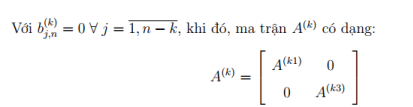 Với $b_{j,n}^{(k)} = 0 \ \forall \ j = \overline{1, n-k}$, khi đó, ma trận $A^{(k)}$ có dạng:
$A^{(k)} = \begin{bmatrix} A^{(k1)} & 0 \\ 0 & A^{(k3)} \end{bmatrix}$